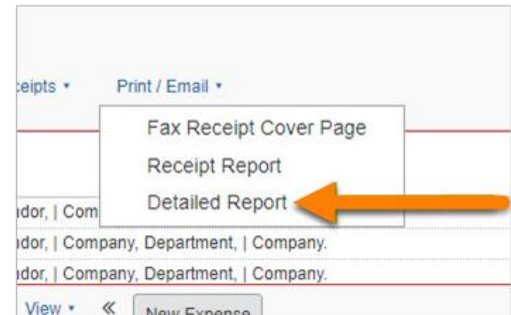 ceipts ▾ Print / Email ▾
Fax Receipt Cover Page
Receipt Report
Detailed Report
ndor, | Com
ndor, | Company, Department, | Company.
ndor, | Company, Department, | Company.
View ▾ « New Expense